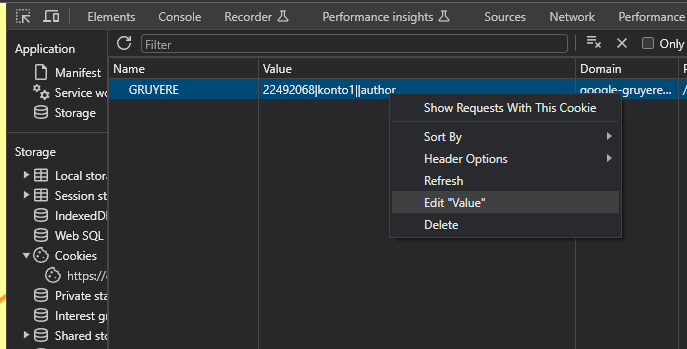 Elements Console Recorder Performance insights Sources Network Performance
Application
Filter
Only
Manifest
Service wo
Storage
Name Value Domain
GRUYERE 22492068|konto1||author google-gruyere... /
Show Requests With This Cookie
Sort By
Header Options
Refresh
Edit "Value"
Delete
Storage
Local stora
Session st
IndexedD
Web SQL
Cookies
https://
Private sta
Interest gr
Shared sto